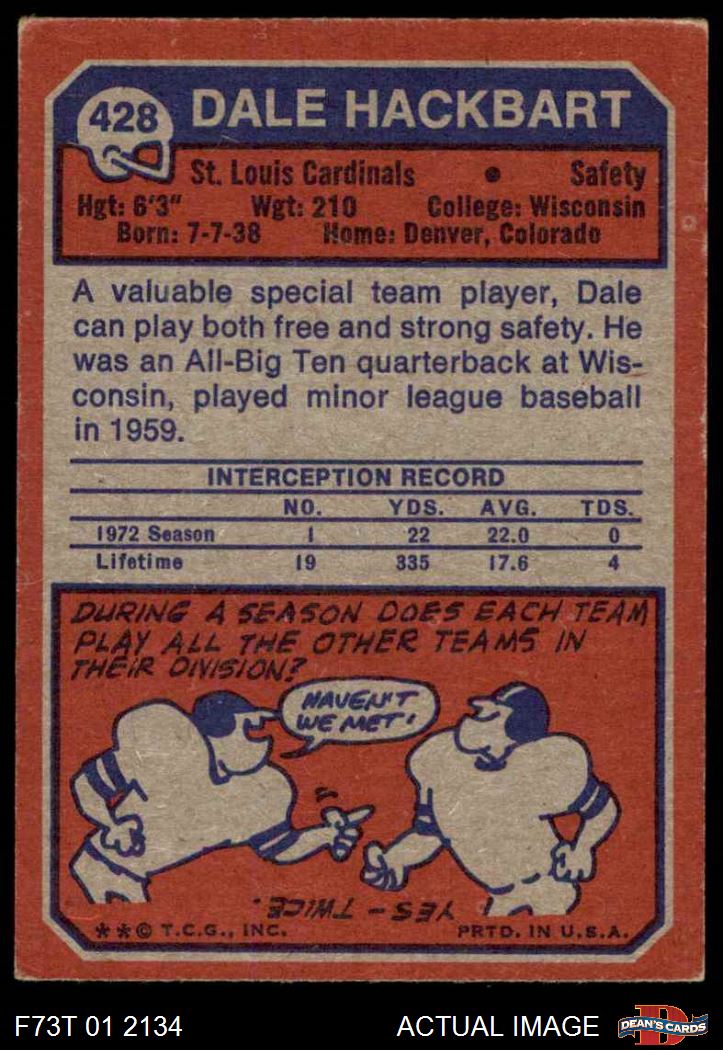 428
DALE HACKBART
St. Louis Cardinals • Safety
Hgt: 6'3" Wgt: 210 College: Wisconsin
Born: 7-7-38 Home: Denver, Colorado
A valuable special team player, Dale
can play both free and strong safety. He
was an All-Big Ten quarterback at Wis-
consin, played minor league baseball
in 1959.
INTERCEPTION RECORD
NO. YDS. AVG. TDS.
1972 Season 1 22 22.0 0
Lifetime 19 335 17.6 4
DURING A SEASON DOES EACH TEAM
PLAY ALL THE OTHER TEAMS IN
THEIR DIVISION?
HAVEN'T
WE MET!
YES - TWICE.
**© T.C.G., INC. PRTD. IN U.S.A.
F73T 01 2134 ACTUAL IMAGE
D
DEAN'S CARDS